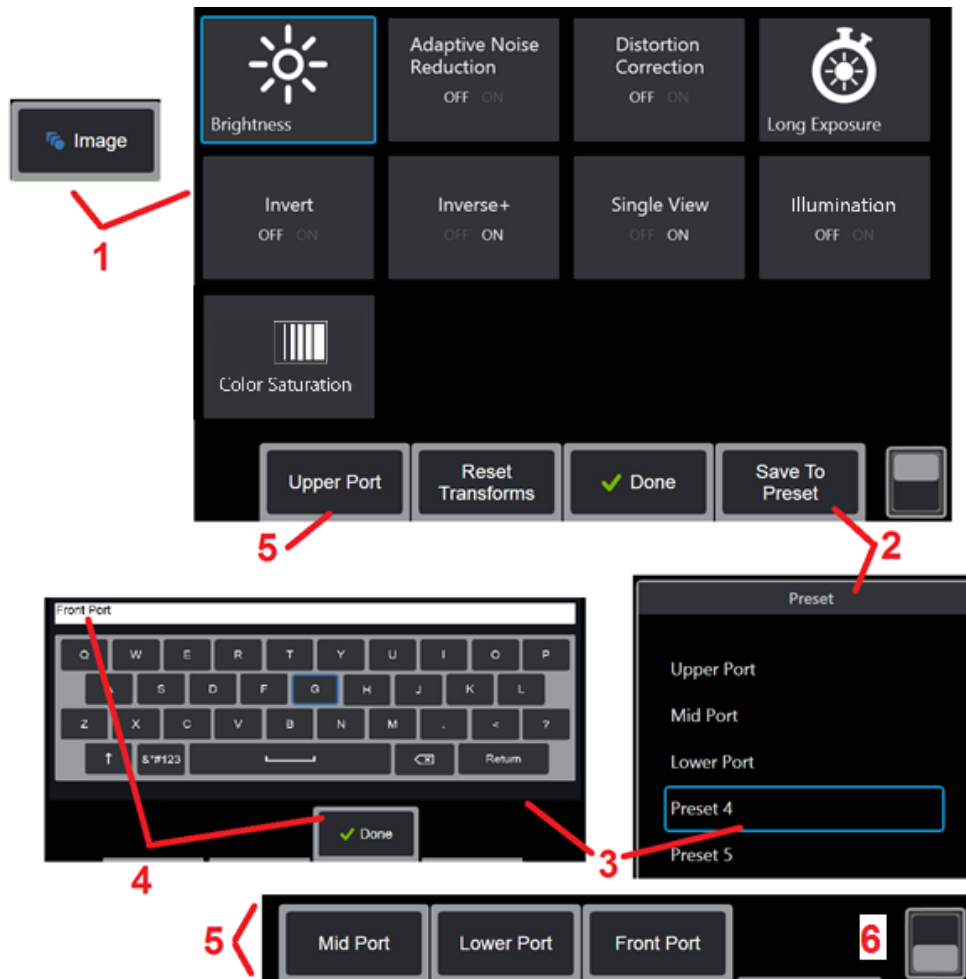 Image
1
Brightness
Adaptive Noise
Reduction
OFF ON
Distortion
Correction
OFF ON
Long Exposure
Invert
OFF ON
Inverse+
OFF ON
Single View
OFF ON
Illumination
OFF ON
Color Saturation
Upper Port
Reset
Transforms
Done
Save To
Preset
5
2
Front Port
Q W E R T Y U I O P
A S D F G H J K L
Z X C V B N M . < ?
↑ &*#123 Return
Done
4
Preset
Upper Port
Mid Port
Lower Port
Preset 4
Preset 5
3
5
Mid Port
Lower Port
Front Port
6